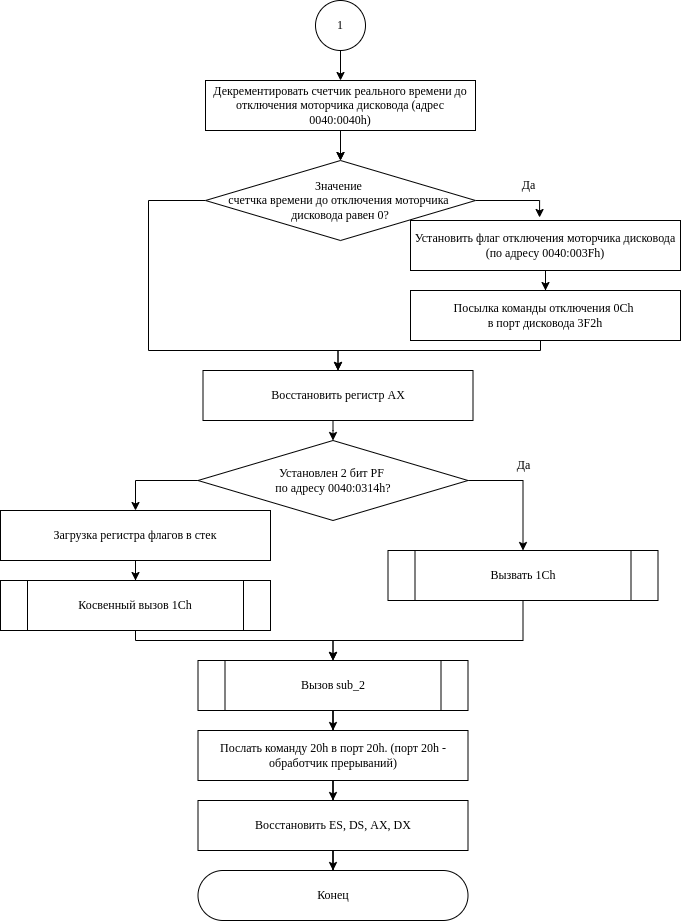 1
Декрементировать счетчик реального времени до
отключения моторчика дисковода (адрес
0040:0040h)
Значение
счетчка времени до отключения моторчика
дисковода равен 0?
Да
Установить флаг отключения моторчика дисковода
(по адресу 0040:003Fh)
Посылка команды отключения 0Ch
в порт дисковода 3F2h
Восстановить регистр AX
Установлен 2 бит PF
по адресу 0040:0314h?
Да
Загрузка регистра флагов в стек
Вызвать 1Ch
Косвенный вызов 1Ch
Вызов sub_2
Послать команду 20h в порт 20h. (порт 20h -
обработчик прерываний)
Восстановить ES, DS, AX, DX
Конец